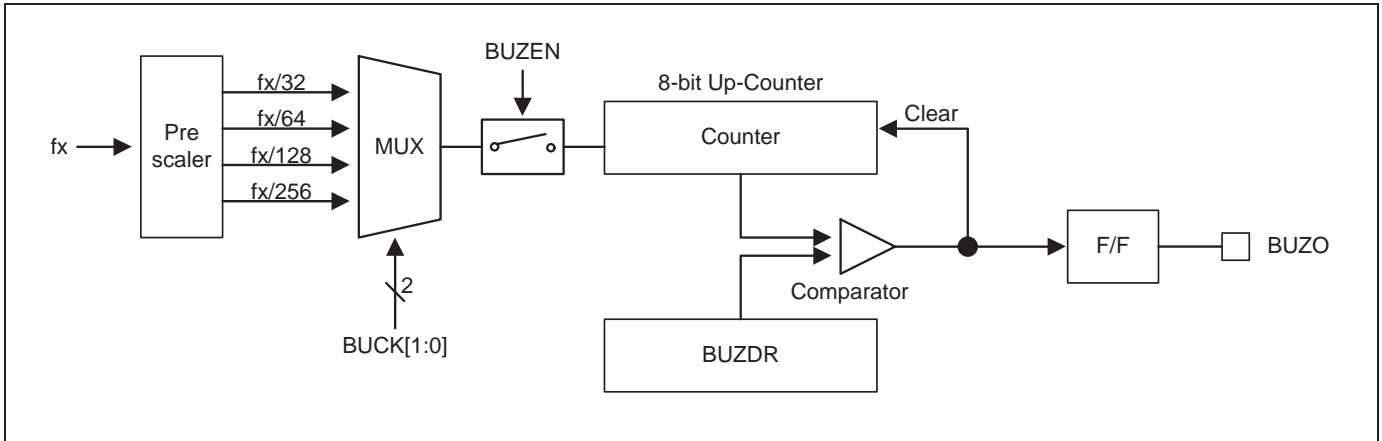 BUZEN
fx
Pre
scaler
fx/32
fx/64
fx/128
fx/256
MUX
2
BUCK[1:0]
8-bit Up-Counter
Counter
Clear
Comparator
BUZDR
F/F
BUZO